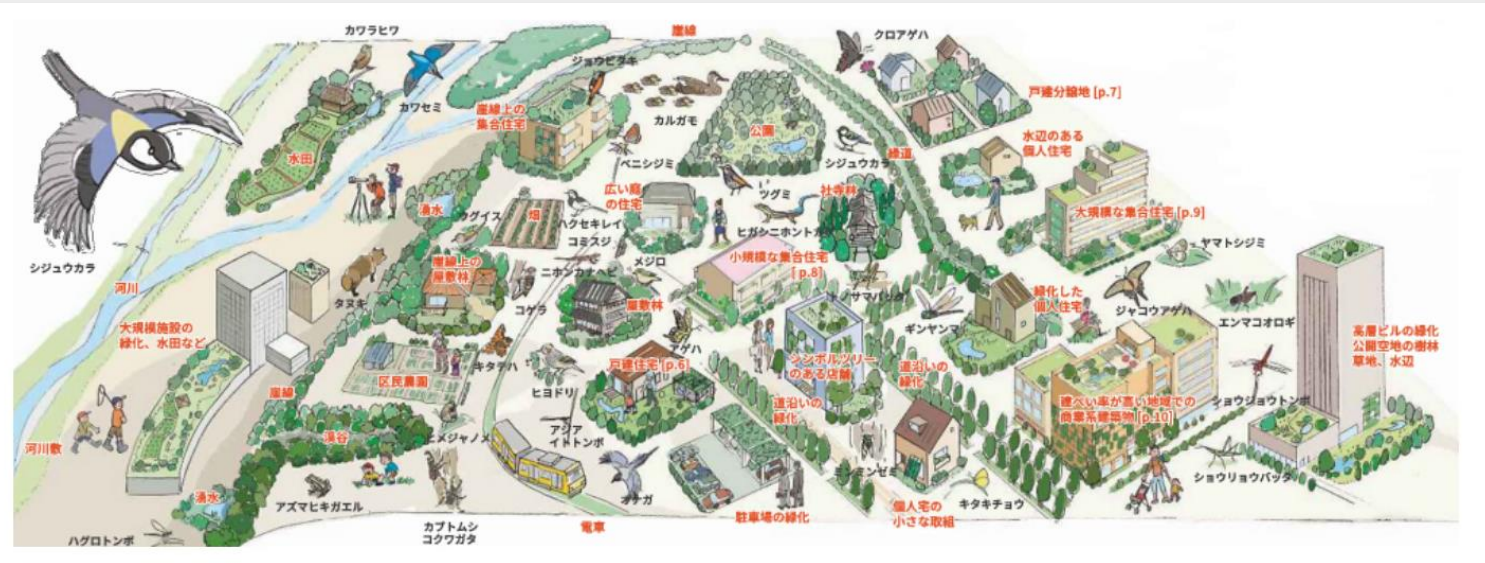 カワラヒワ
崖線
クロアゲハ
ジョウビタキ
カワセミ
崖線上の
集合住宅
カルガモ
公園
戸建分譲地 [p.7]
水田
ベニシジミ
シジュウカラ
緑道
水辺のある
個人住宅
湧水
ウグイス
畑
ハクセキレイ
コミスジ
広い庭
の住宅
ツグミ
社寺林
ヒガシニホントカゲ
大規模な集合住宅 [p.9]
ヤマトシジミ
シジュウカラ
河川
タヌキ
崖線上の
屋敷林
ニホンカナヘビ
メジロ
小規模な集合住宅
[p.8]
コゲラ
屋敷林
トノサマバッタ
ギンヤンマ
緑化した
個人住宅
ジャコウアゲハ
エンマコオロギ
大規模施設の
緑化、水田など
高層ビルの緑化
公開空地の樹林
草地、水辺
アゲハ
キタテハ
戸建住宅 [p.6]
シンボルツリー
のある店舗
道沿いの
緑化
区民農園
崖線
ヒヨドリ
道沿いの
緑化
建ぺい率が高い地域での
商業系建築物 [p.10]
ショウジョウトンボ
河川敷
渓谷
ヒメジャノメ
アジア
イトトンボ
ミンミンゼミ
ショウリョウバッタ
湧水
アズマヒキガエル
オナガ
駐車場の緑化
個人宅の
小さな取組
キタキチョウ
ハグロトンボ
カブトムシ
コクワガタ
電車